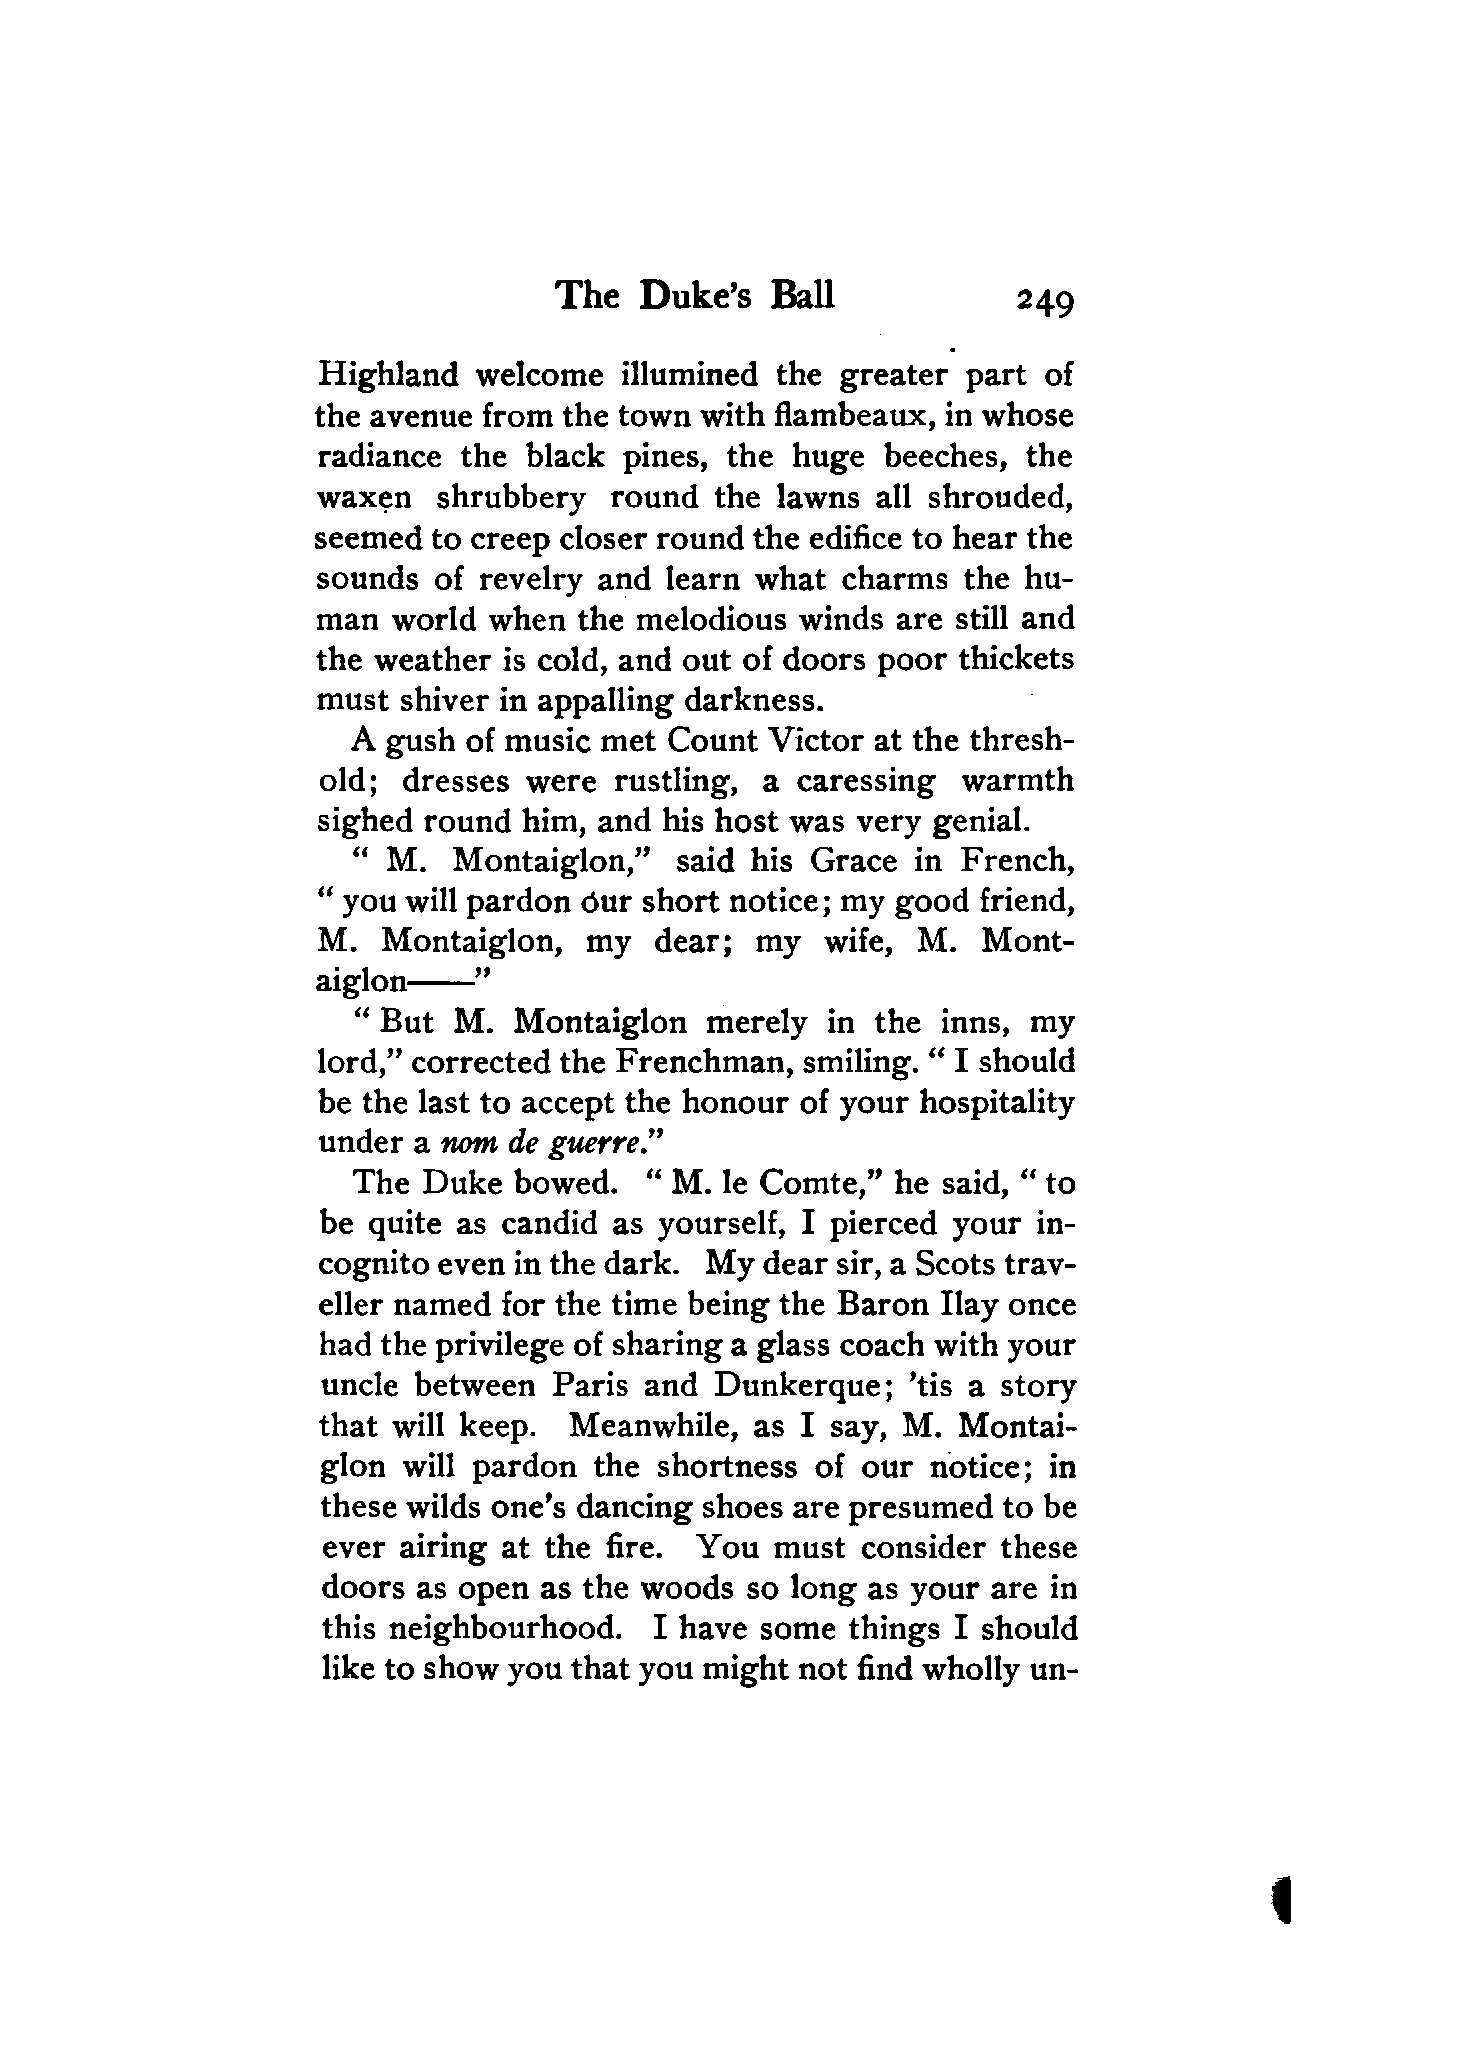 The Duke's Ball 249
Highland welcome illumined the greater part of
the avenue from the town with flambeaux, in whose
radiance the black pines, the huge beeches, the
waxen shrubbery round the lawns all shrouded,
seemed to creep closer round the edifice to hear the
sounds of revelry and learn what charms the hu-
man world when the melodious winds are still and
the weather is cold, and out of doors poor thickets
must shiver in appalling darkness.
A gush of music met Count Victor at the thresh-
old; dresses were rustling, a caressing warmth
sighed round him, and his host was very genial.
" M. Montaiglon," said his Grace in French,
" you will pardon our short notice; my good friend,
M. Montaiglon, my dear; my wife, M. Mont-
aiglon——"
" But M. Montaiglon merely in the inns, my
lord," corrected the Frenchman, smiling. " I should
be the last to accept the honour of your hospitality
under a nom de guerre."
The Duke bowed. " M. le Comte," he said, " to
be quite as candid as yourself, I pierced your in-
cognito even in the dark. My dear sir, a Scots trav-
eller named for the time being the Baron Ilay once
had the privilege of sharing a glass coach with your
uncle between Paris and Dunkerque; 'tis a story
that will keep. Meanwhile, as I say, M. Montai-
glon will pardon the shortness of our notice; in
these wilds one's dancing shoes are presumed to be
ever airing at the fire. You must consider these
doors as open as the woods so long as your are in
this neighbourhood. I have some things I should
like to show you that you might not find wholly un-